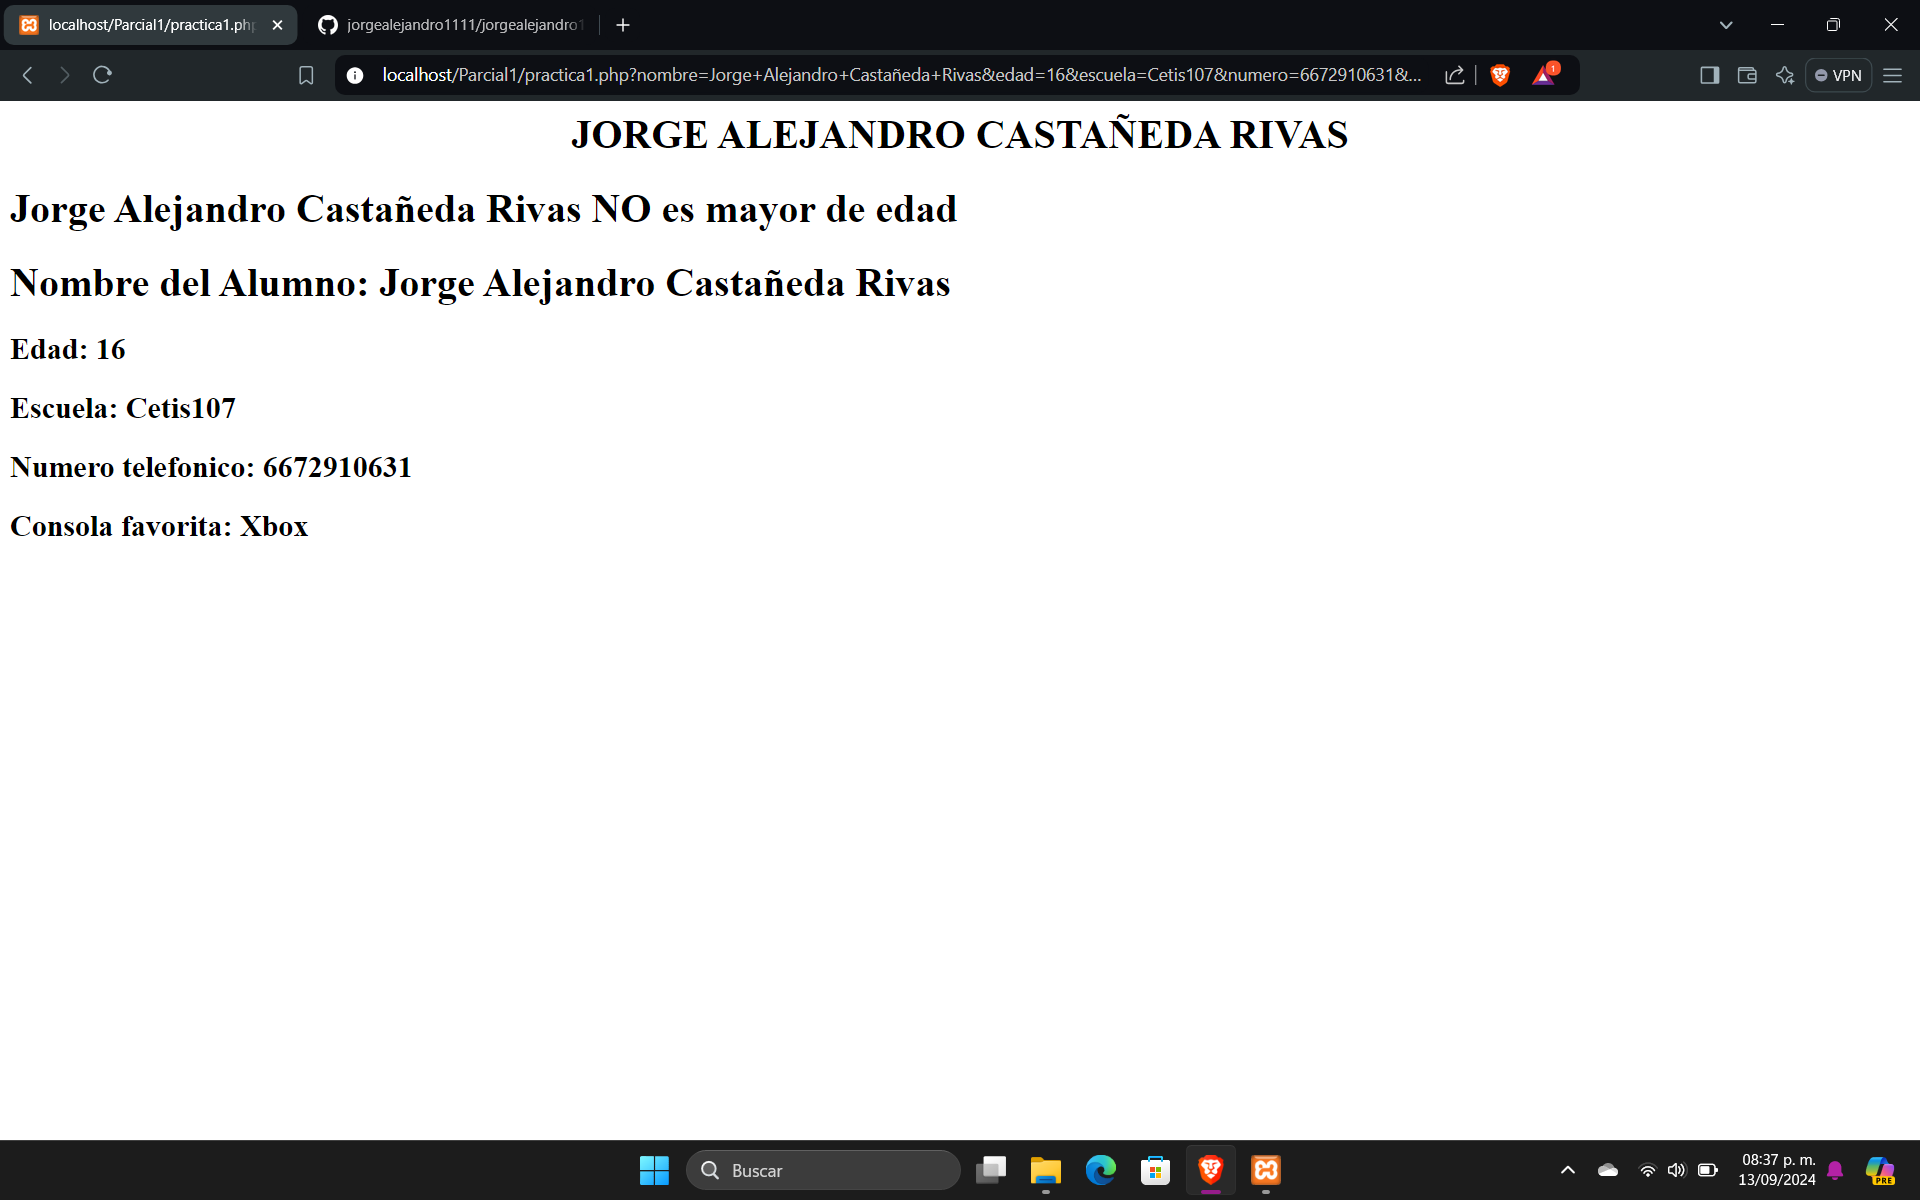 localhost/Parcial1/practica1.php
jorgealejandro1111/jorgealejandro1
localhost/Parcial1/practica1.php?nombre=Jorge+Alejandro+Castañeda+Rivas&edad=16&escuela=Cetis107&numero=6672910631&...
1
VPN
JORGE ALEJANDRO CASTAÑEDA RIVAS
Jorge Alejandro Castañeda Rivas NO es mayor de edad
Nombre del Alumno: Jorge Alejandro Castañeda Rivas
Edad: 16
Escuela: Cetis107
Numero telefonico: 6672910631
Consola favorita: Xbox
Buscar
08:37 p. m.
13/09/2024
PRE